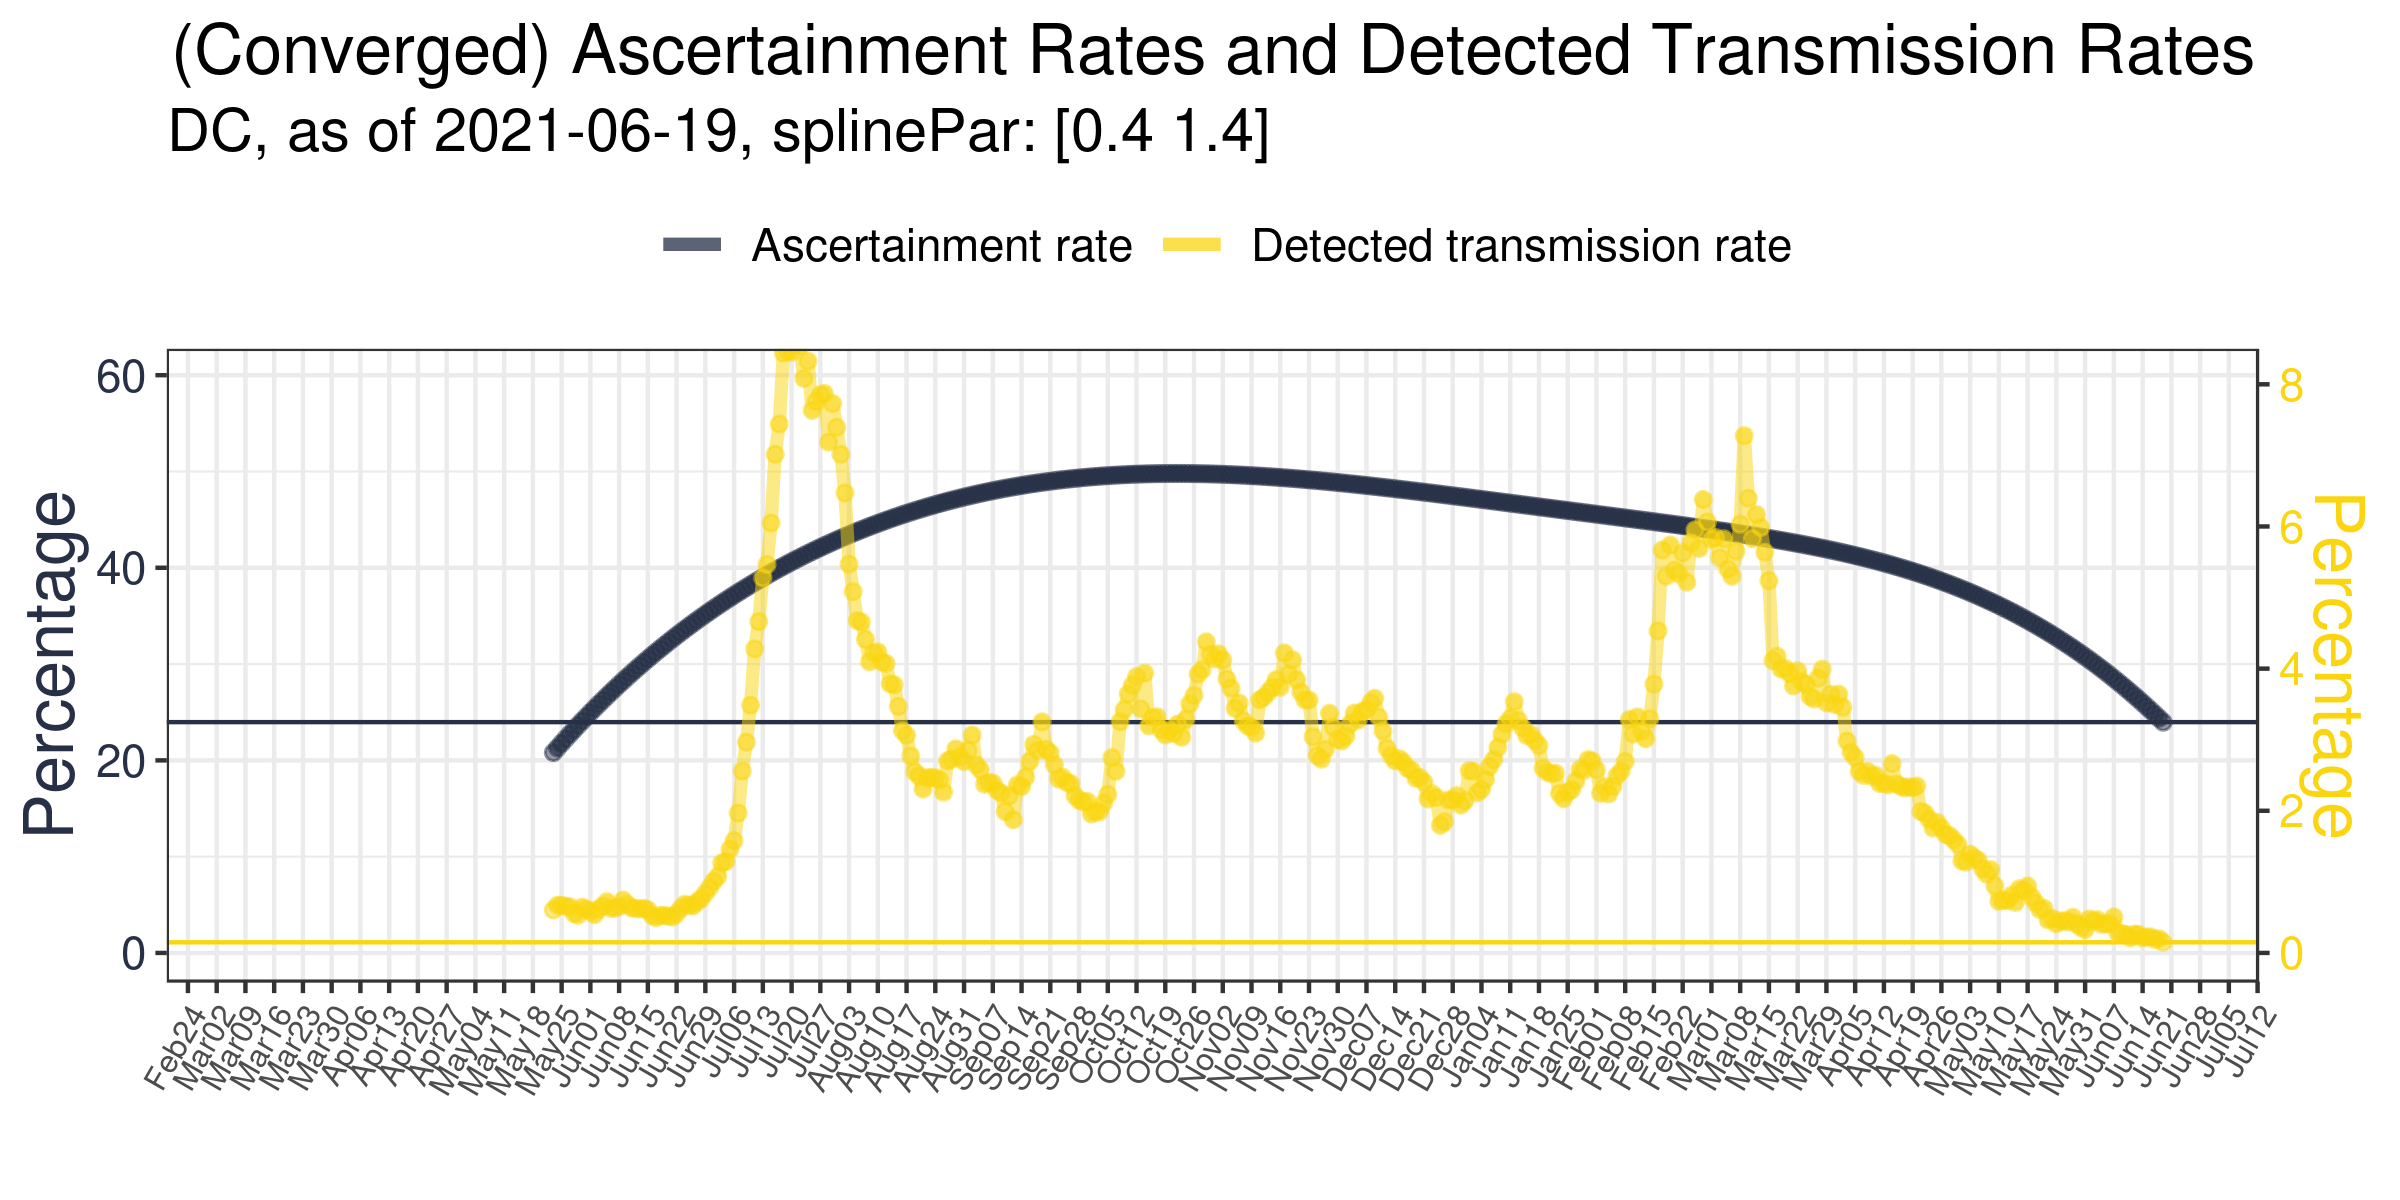 (Converged) Ascertainment Rates and Detected Transmission Rates
DC, as of 2021-06-19, splinePar: [0.4 1.4]
Ascertainment rate Detected transmission rate
Percentage
60
40
20
0
8
6
4
2
0
Percentage
Feb24 Mar02 Mar09 Mar16 Mar23 Mar30 Apr06 Apr13 Apr20 Apr27 May04 May11 May18 May25 Jun01 Jun08 Jun15 Jun22 Jun29 Jul06 Jul13 Jul20 Jul27 Aug03 Aug10 Aug17 Aug24 Aug31 Sep07 Sep14 Sep21 Sep28 Oct05 Oct12 Oct19 Oct26 Nov02 Nov09 Nov16 Nov23 Nov30 Dec07 Dec14 Dec21 Dec28 Jan04 Jan11 Jan18 Jan25 Feb01 Feb08 Feb15 Feb22 Mar01 Mar08 Mar15 Mar22 Mar29 Apr05 Apr12 Apr19 Apr26 May03 May10 May17 May24 May31 Jun07 Jun14 Jun21 Jun28 Jul05 Jul12